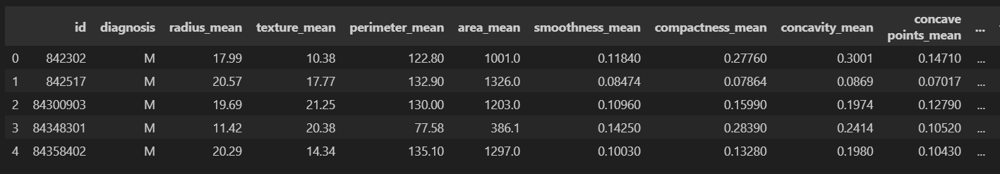 id diagnosis radius_mean texture_mean perimeter_mean area_mean smoothness_mean compactness_mean concavity_mean concave points_mean ...
0 842302 M 17.99 10.38 122.80 1001.0 0.11840 0.27760 0.3001 0.14710 ...
1 842517 M 20.57 17.77 132.90 1326.0 0.08474 0.07864 0.0869 0.07017 ...
2 84300903 M 19.69 21.25 130.00 1203.0 0.10960 0.15990 0.1974 0.12790 ...
3 84348301 M 11.42 20.38 77.58 386.1 0.14250 0.28390 0.2414 0.10520 ...
4 84358402 M 20.29 14.34 135.10 1297.0 0.10030 0.13280 0.1980 0.10430 ...